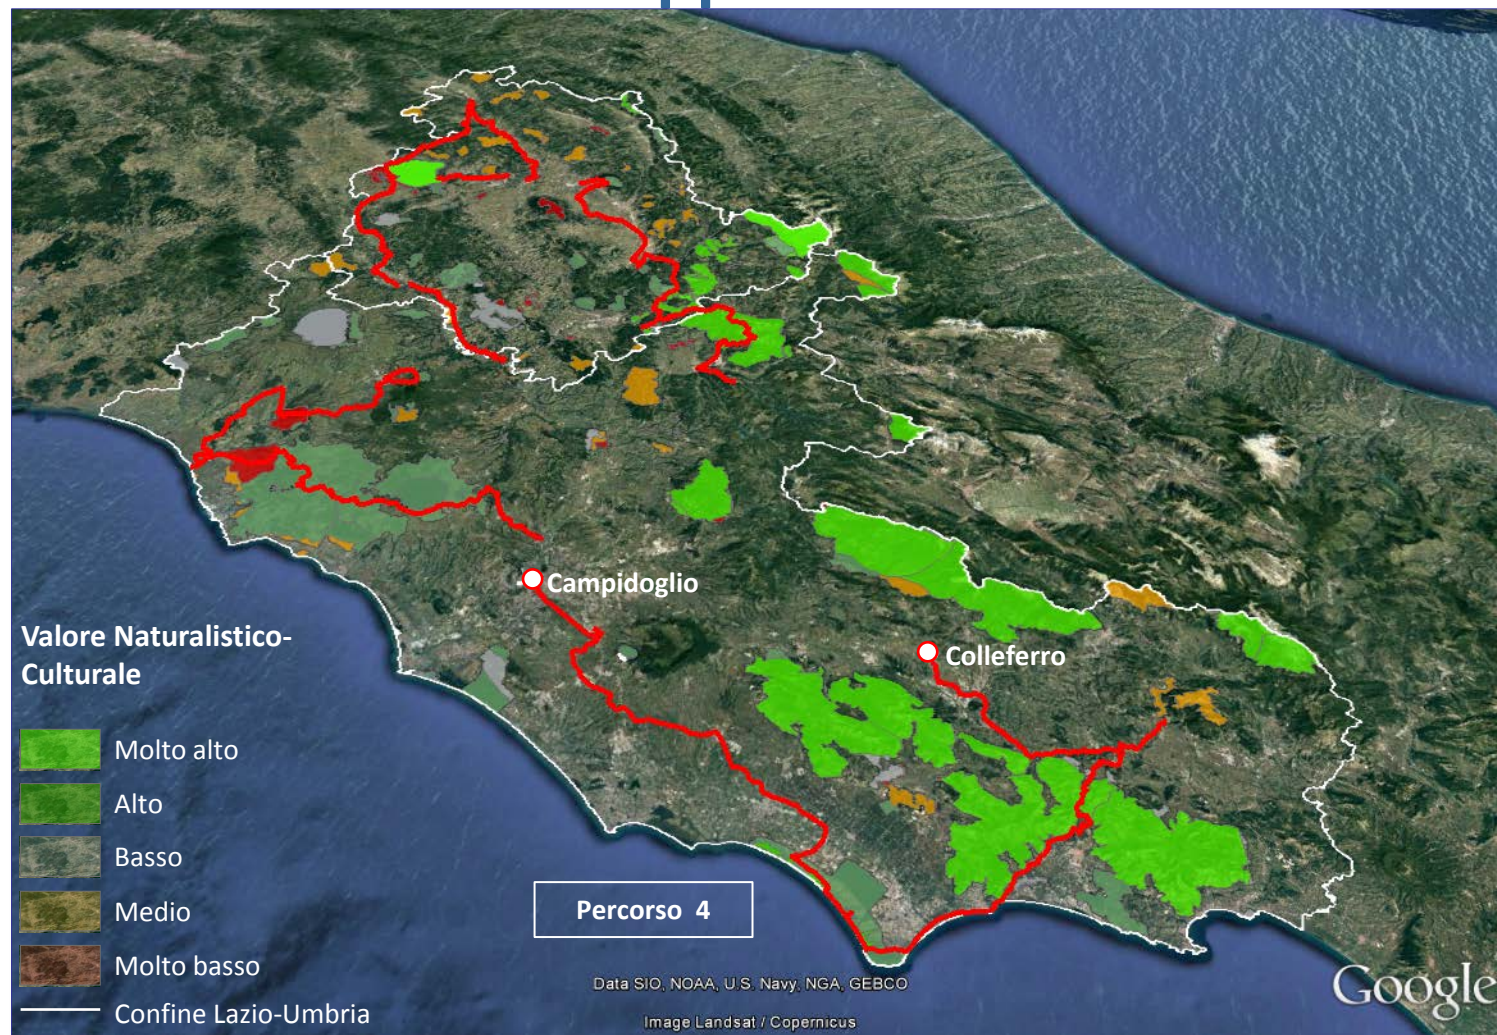 Campidoglio
Colleferro
Valore Naturalistico-
Culturale
Molto alto
Alto
Basso
Medio
Molto basso
Confine Lazio-Umbria
Percorso 4
Data SIO, NOAA, U.S. Navy, NGA, GEBCO
Image Landsat / Copernicus
Google